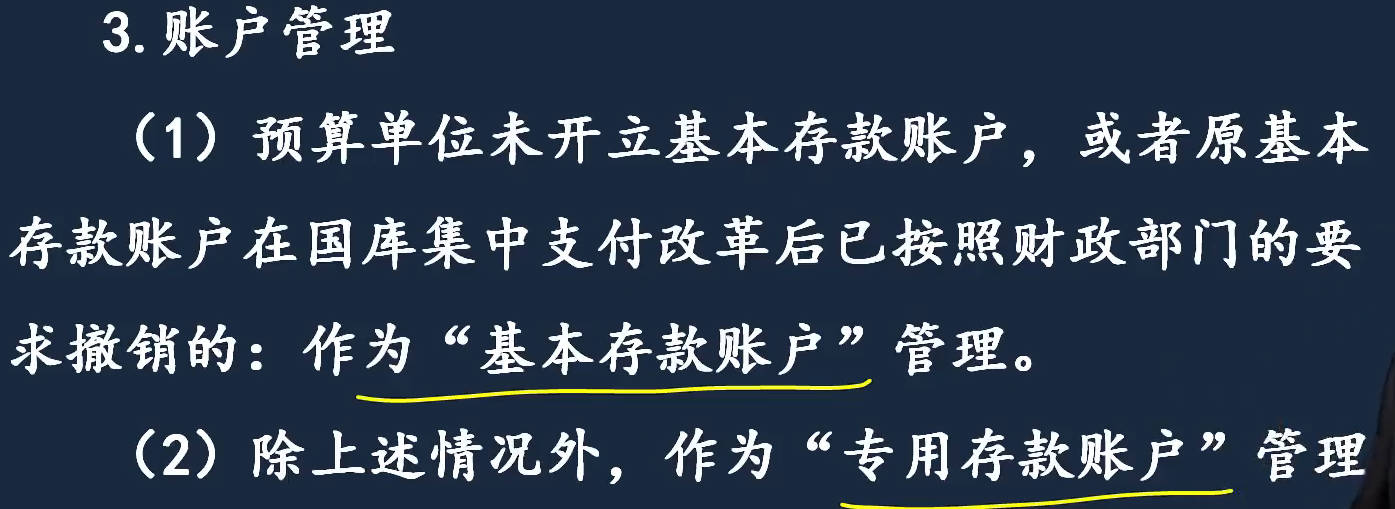 3.账户管理
（1）预算单位未开立基本存款账户，或者原基本
存款账户在国库集中支付改革后已按照财政部门的要
求撤销的：作为“基本存款账户”管理。
（2）除上述情况外，作为“专用存款账户”管理